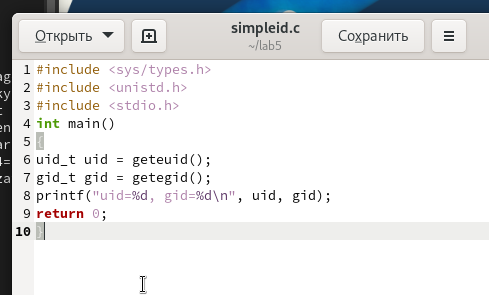 Открыть
simpleid.c
~/lab5
Сохранить
1 #include <sys/types.h>
2 #include <unistd.h>
3 #include <stdio.h>
4 int main()
5 {
6 uid_t uid = geteuid();
7 gid_t gid = getegid();
8 printf("uid=%d, gid=%d\n", uid, gid);
9 return 0;
10 }